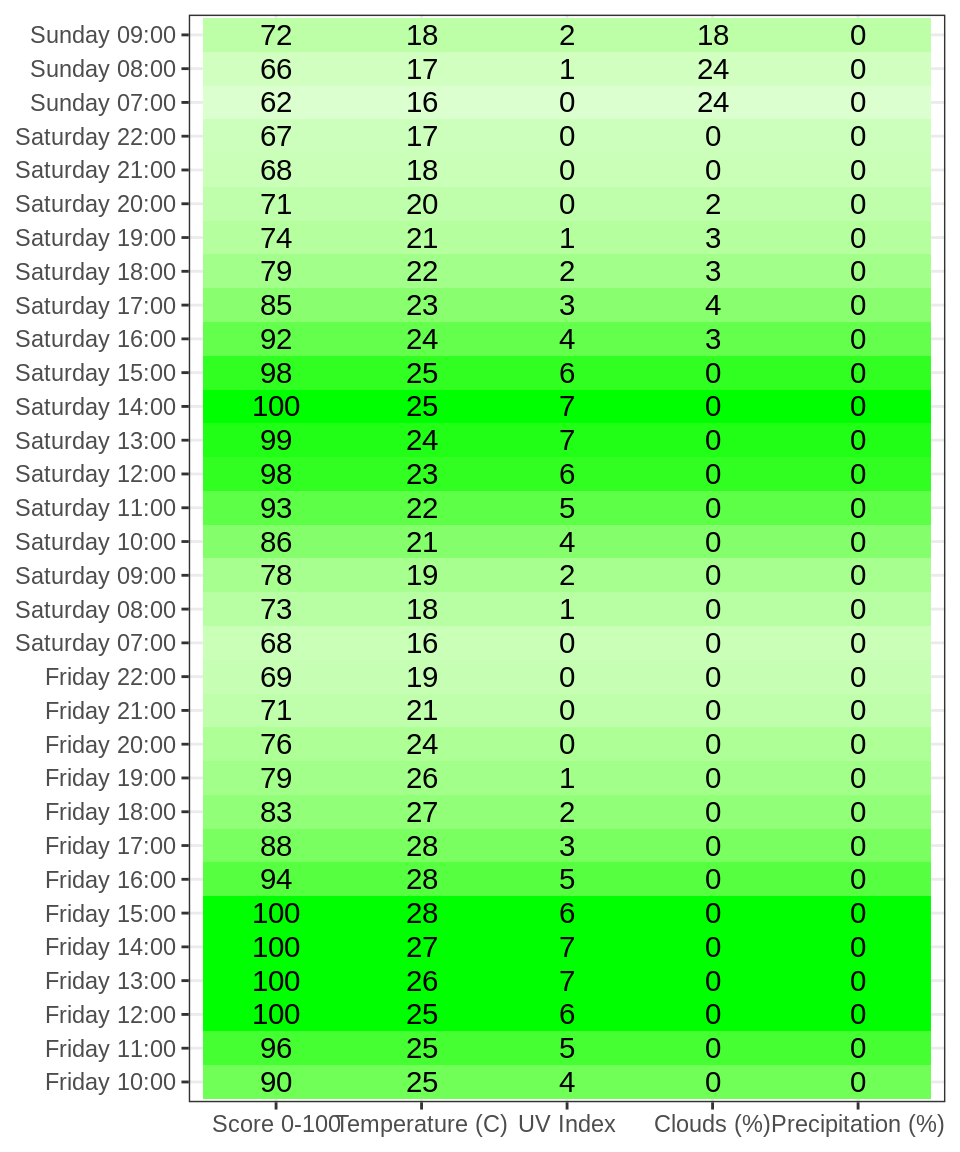 Sunday 09:00 72 18 2 18 0
Sunday 08:00 66 17 1 24 0
Sunday 07:00 62 16 0 24 0
Saturday 22:00 67 17 0 0 0
Saturday 21:00 68 18 0 0 0
Saturday 20:00 71 20 0 2 0
Saturday 19:00 74 21 1 3 0
Saturday 18:00 79 22 2 3 0
Saturday 17:00 85 23 3 4 0
Saturday 16:00 92 24 4 3 0
Saturday 15:00 98 25 6 0 0
Saturday 14:00 100 25 7 0 0
Saturday 13:00 99 24 7 0 0
Saturday 12:00 98 23 6 0 0
Saturday 11:00 93 22 5 0 0
Saturday 10:00 86 21 4 0 0
Saturday 09:00 78 19 2 0 0
Saturday 08:00 73 18 1 0 0
Saturday 07:00 68 16 0 0 0
Friday 22:00 69 19 0 0 0
Friday 21:00 71 21 0 0 0
Friday 20:00 76 24 0 0 0
Friday 19:00 79 26 1 0 0
Friday 18:00 83 27 2 0 0
Friday 17:00 88 28 3 0 0
Friday 16:00 94 28 5 0 0
Friday 15:00 100 28 6 0 0
Friday 14:00 100 27 7 0 0
Friday 13:00 100 26 7 0 0
Friday 12:00 100 25 6 0 0
Friday 11:00 96 25 5 0 0
Friday 10:00 90 25 4 0 0
Score 0-100 Temperature (C) UV Index Clouds (%) Precipitation (%)